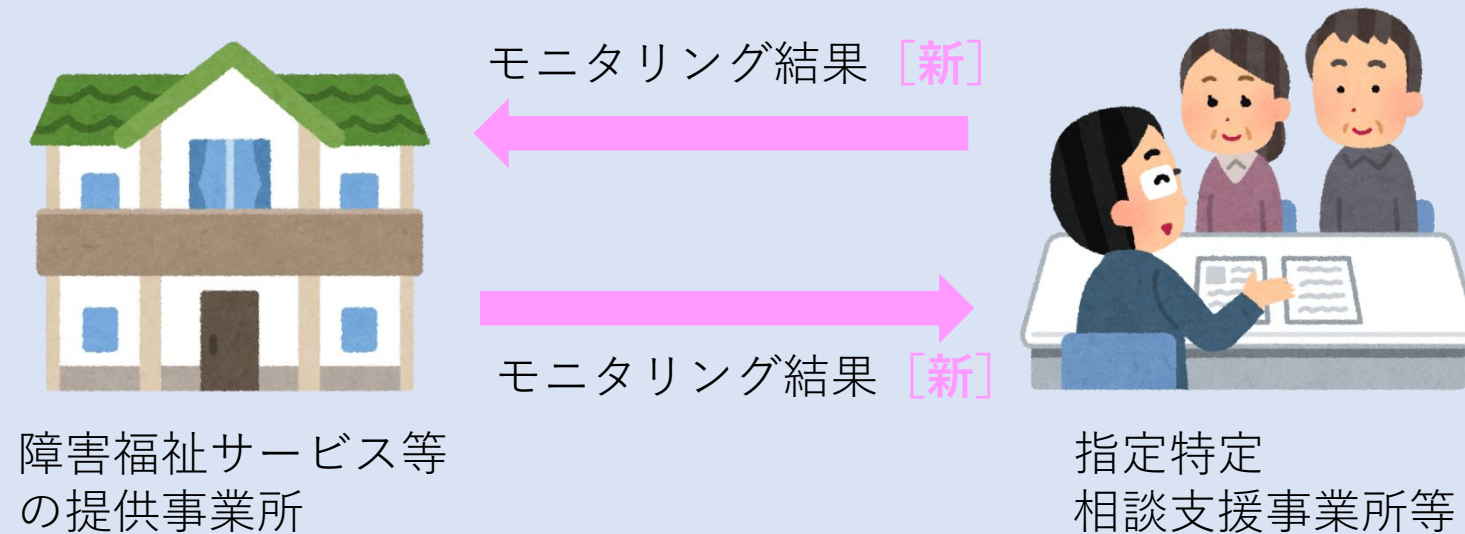 モニタリング結果［新］
モニタリング結果［新］
障害福祉サービス等
の提供事業所
指定特定
相談支援事業所等